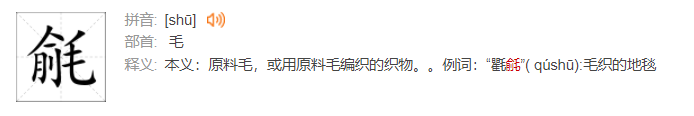 毹
拼音: [shū]
部首: 毛
释义: 本义：原料毛，或用原料毛编织的织物。。例词：“氍毹”( qúshū):毛织的地毯